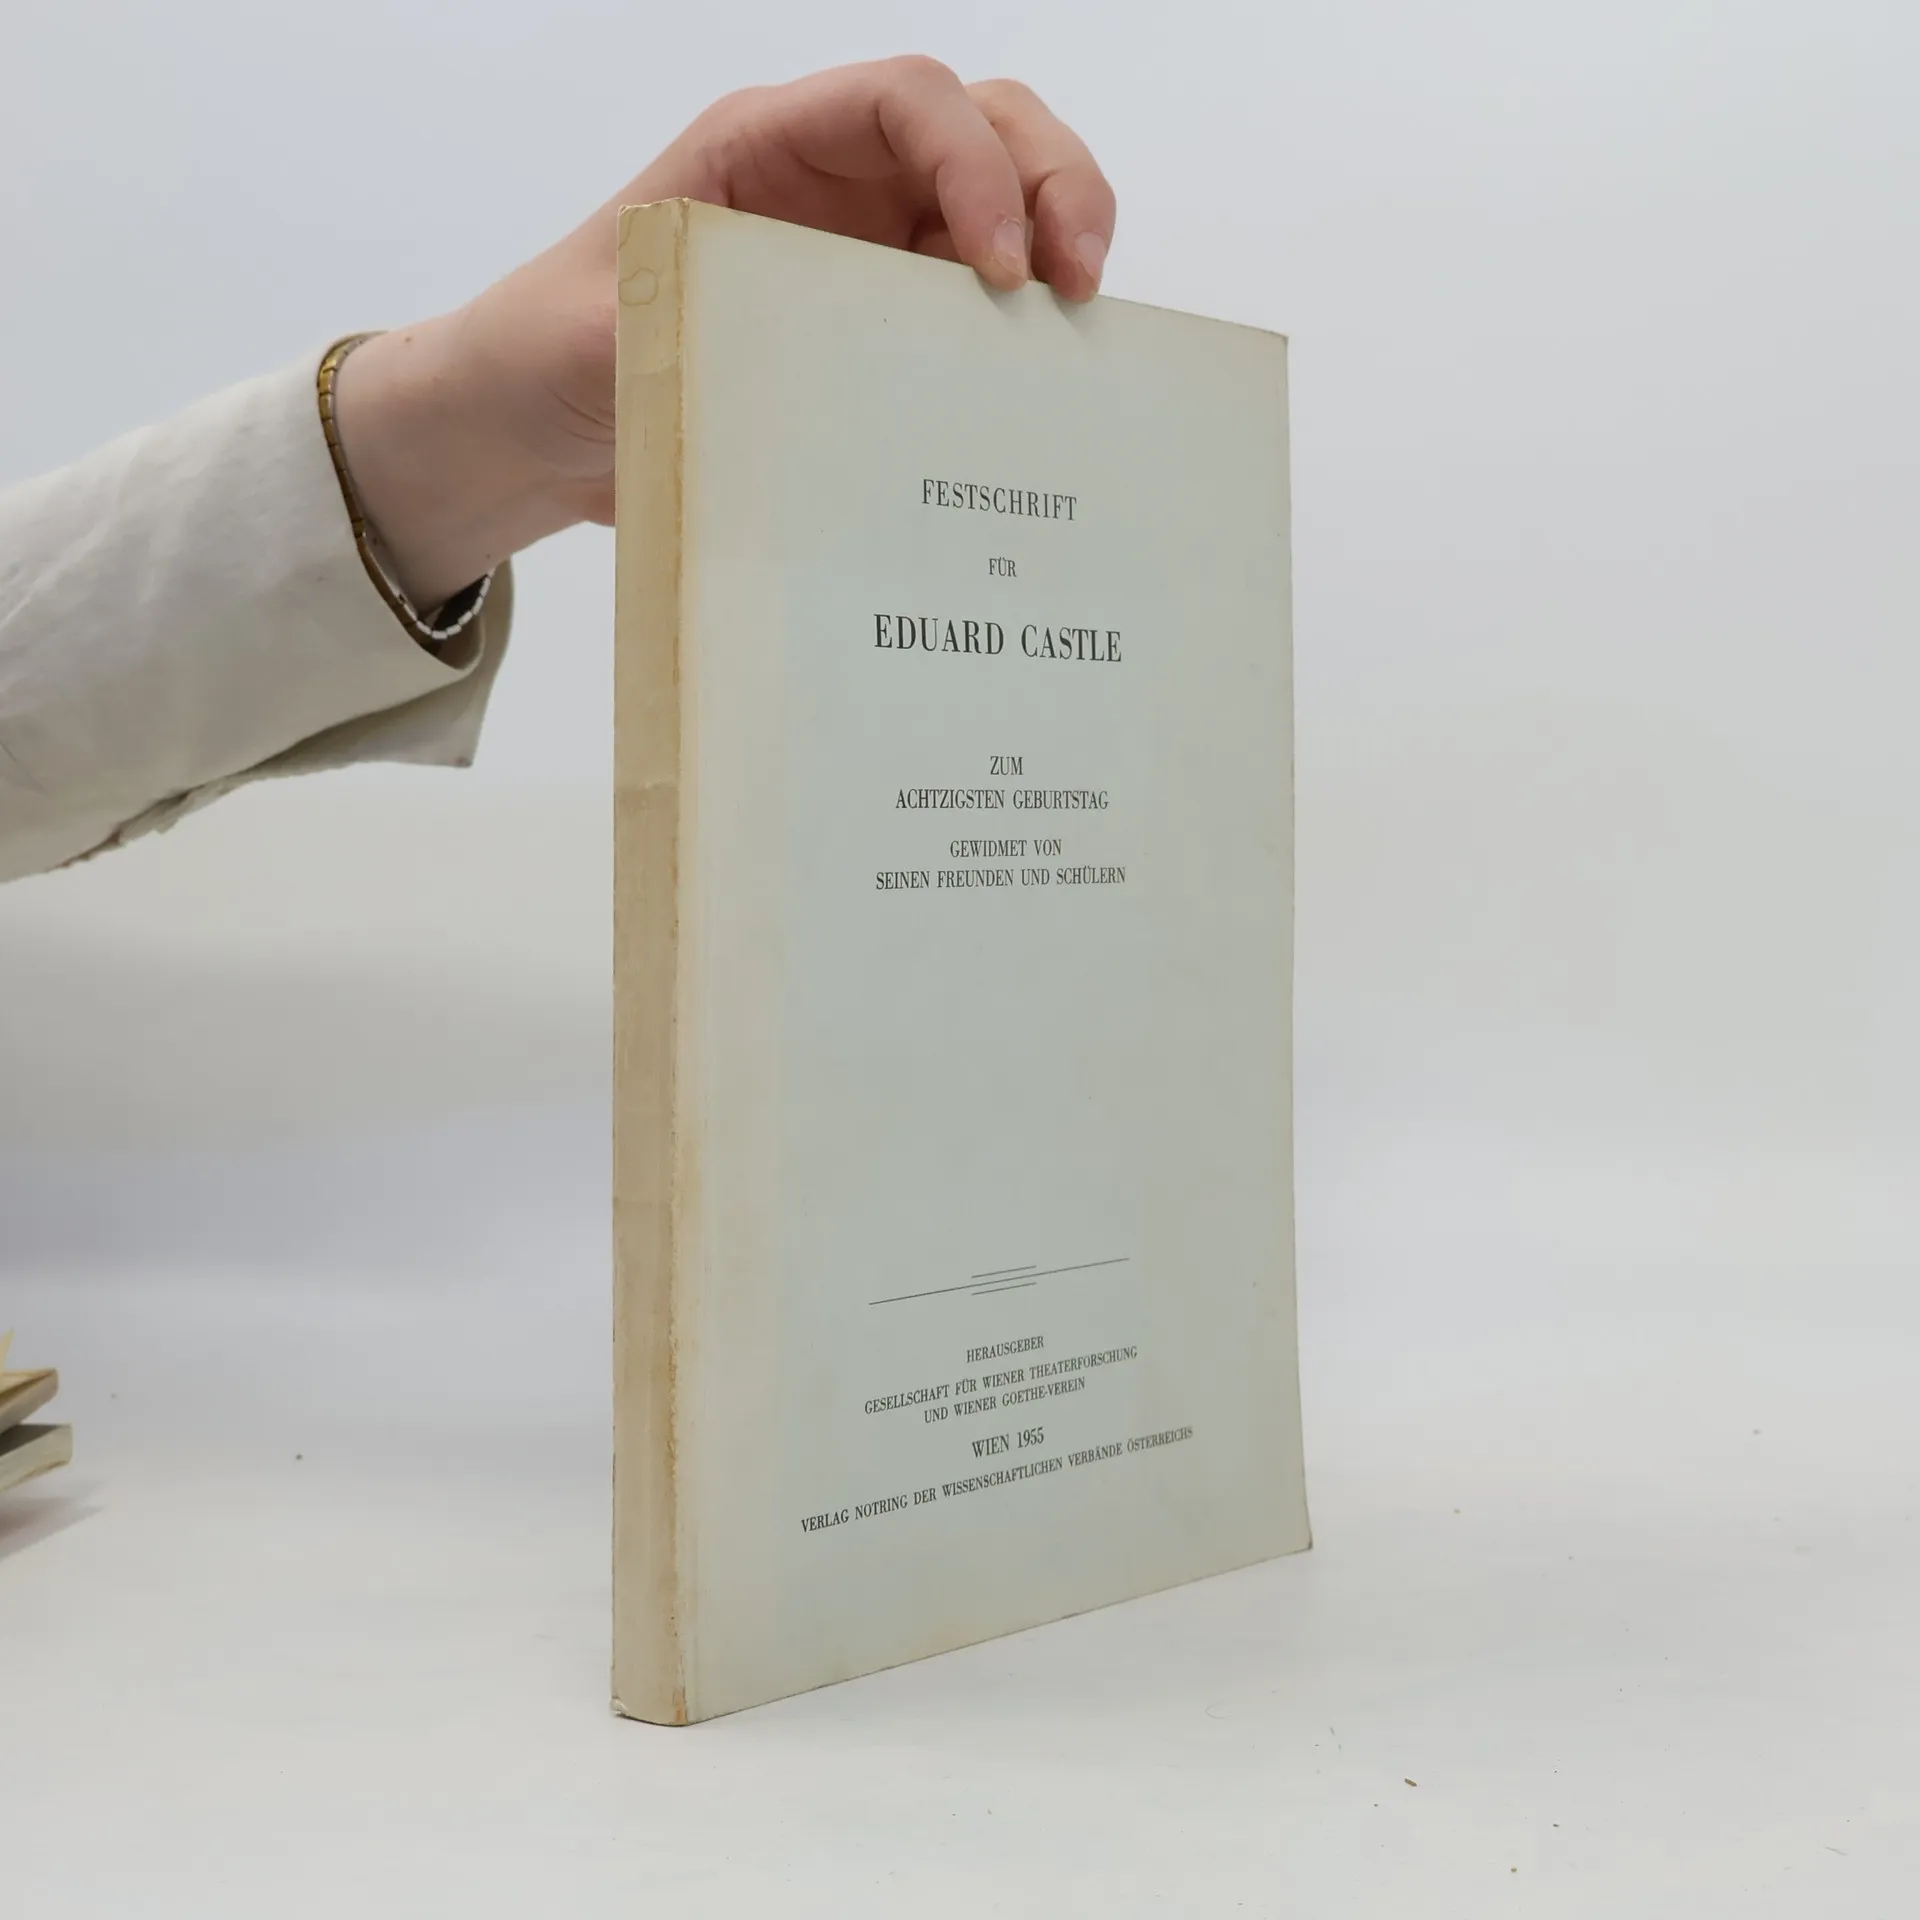 FESTSCHRIFT
FÜR
EDUARD CASTLE
ZUM
ACHTZIGSTEN GEBURTSTAG
GEWIDMET VON
SEINEN FREUNDEN UND SCHÜLERN
HERAUSGEBER
GESELLSCHAFT FÜR WIENER THEATERFORSCHUNG
UND WIENER GOETHE-VEREIN
WIEN 1955
VERLAG NOTRING DER WISSENSCHAFTLICHEN VERBÄNDE ÖSTERREICHS